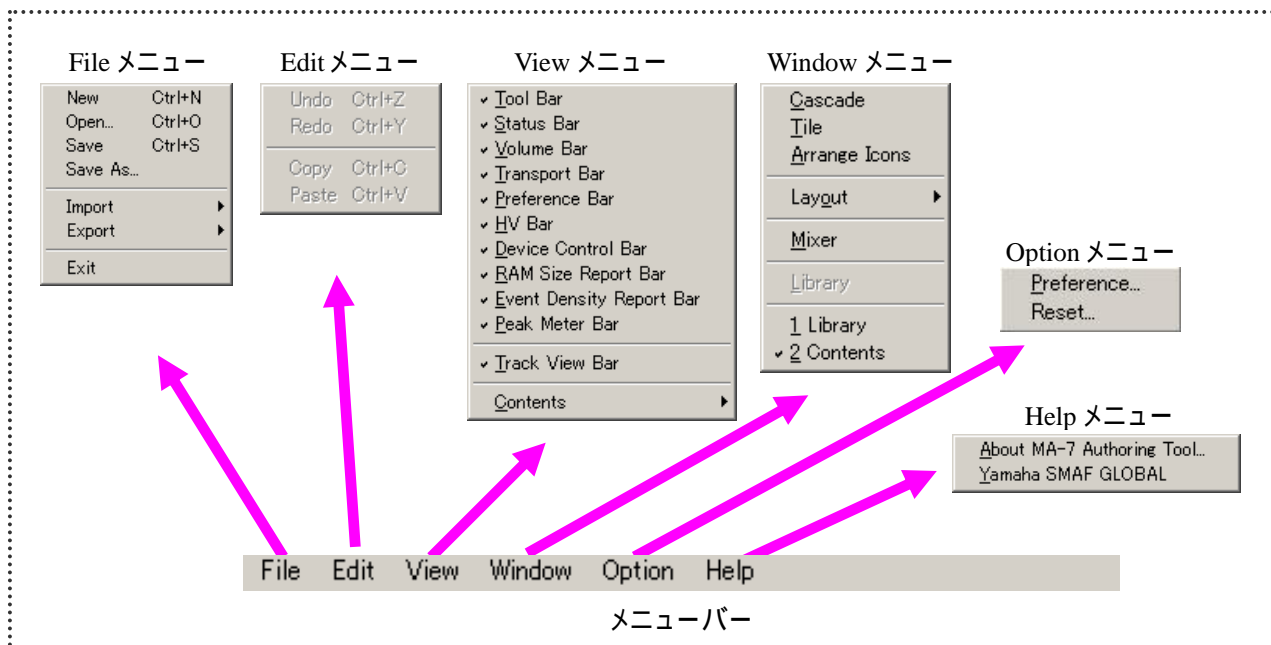 File メニュー
New Ctrl+N
Open... Ctrl+O
Save Ctrl+S
Save As...
Import
Export
Exit
Edit メニュー
Undo Ctrl+Z
Redo Ctrl+Y
Copy Ctrl+C
Paste Ctrl+V
View メニュー
Tool Bar
Status Bar
Volume Bar
Transport Bar
Preference Bar
HV Bar
Device Control Bar
RAM Size Report Bar
Event Density Report Bar
Peak Meter Bar
Track View Bar
Contents
Window メニュー
Cascade
Tile
Arrange Icons
Layout
Mixer
Library
1 Library
2 Contents
Option メニュー
Preference...
Reset...
Help メニュー
About MA-7 Authoring Tool...
Yamaha SMAF GLOBAL
File Edit View Window Option Help
メニューバー